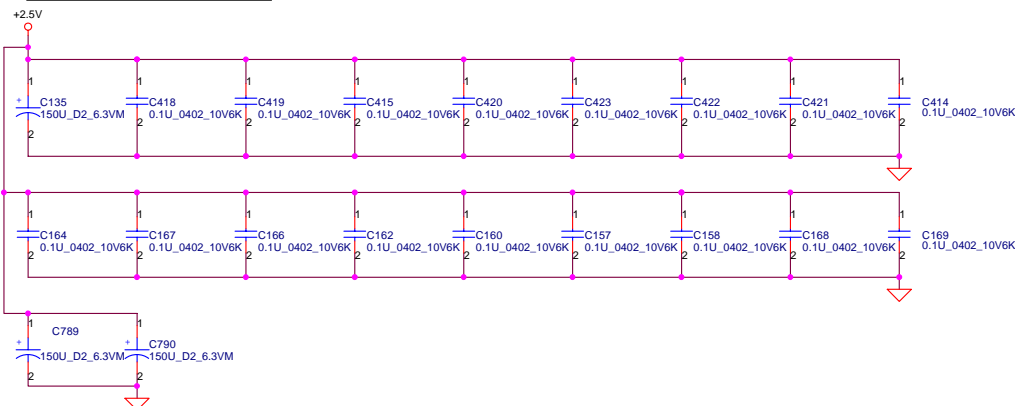 +2.5V
1 1 1 1 1 1 1 1 1
+ C135 C418 C419 C415 C420 C423 C422 C421 C414
150U_D2_6.3VM 0.1U_0402_10V6K 0.1U_0402_10V6K 0.1U_0402_10V6K 0.1U_0402_10V6K 0.1U_0402_10V6K 0.1U_0402_10V6K 0.1U_0402_10V6K 0.1U_0402_10V6K
2 2 2 2 2 2 2 2 2
1 1 1 1 1 1 1 1 1
C164 C167 C166 C162 C160 C157 C158 C168 C169
0.1U_0402_10V6K 0.1U_0402_10V6K 0.1U_0402_10V6K 0.1U_0402_10V6K 0.1U_0402_10V6K 0.1U_0402_10V6K 0.1U_0402_10V6K 0.1U_0402_10V6K 0.1U_0402_10V6K
2 2 2 2 2 2 2 2 2
1 1
C789
+ + C790
150U_D2_6.3VM 150U_D2_6.3VM
2 2